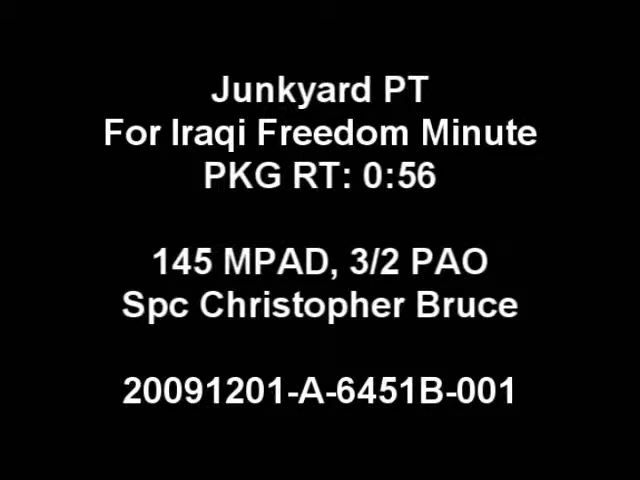 Junkyard PT
For Iraqi Freedom Minute
PKG RT: 0:56
145 MPAD, 3/2 PAO
Spc Christopher Bruce
20091201-A-6451B-001